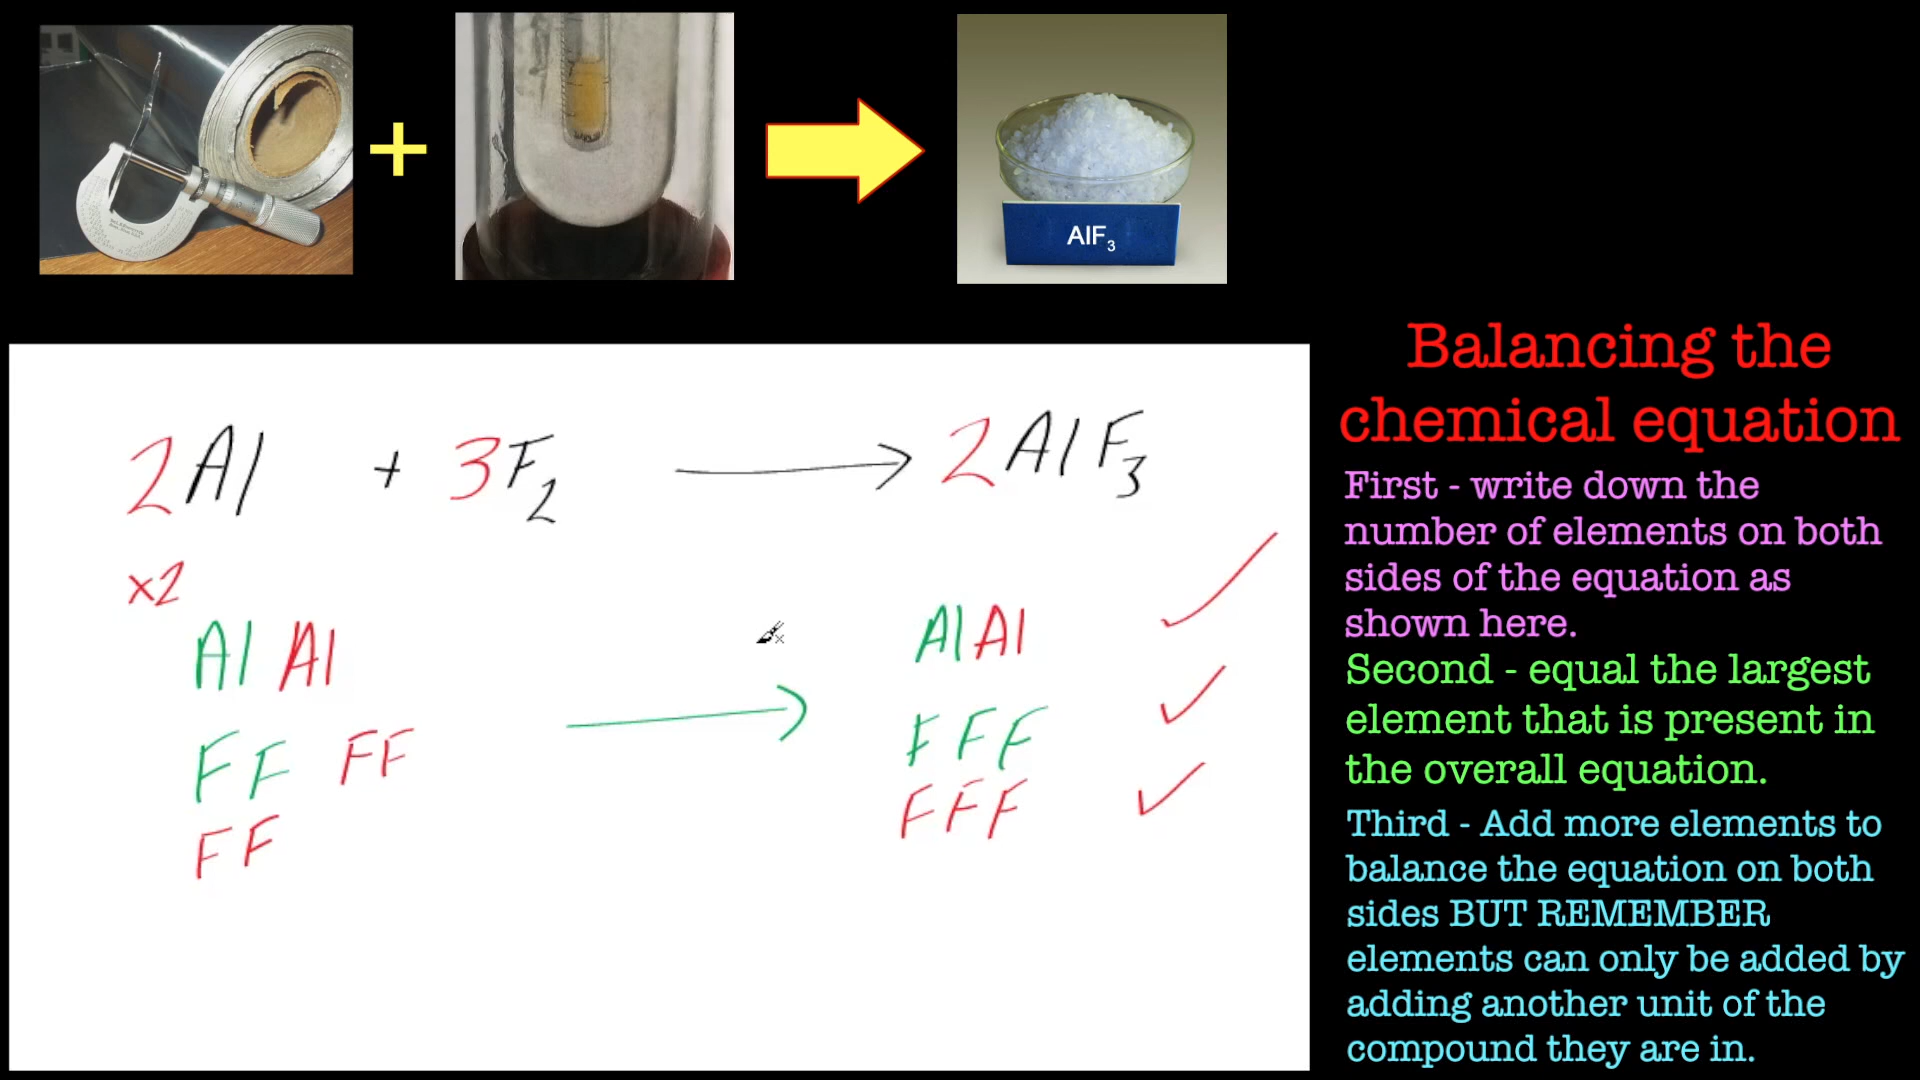 +
AlF3
Balancing the
chemical equation
First - write down the
number of elements on both
sides of the equation as
shown here.
Second - equal the largest
element that is present in
the overall equation.
Third - Add more elements to
balance the equation on both
sides BUT REMEMBER
elements can only be added by
adding another unit of the
compound they are in.
2Al + 3F2 → 2AlF3
x2
Al Al → AlAl ✓
FF FF FFF ✓
FF FFF ✓